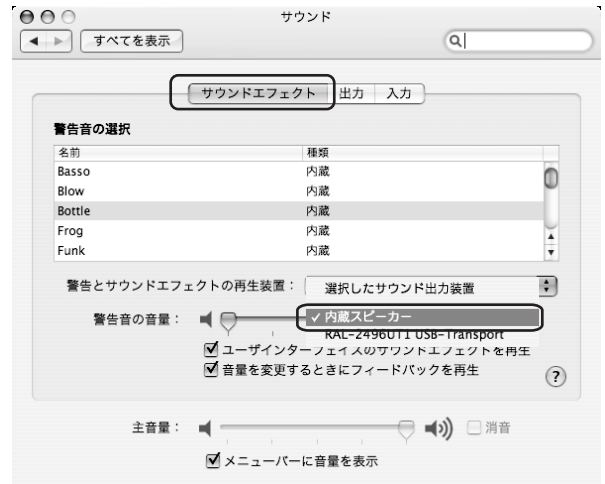 サウンド
すべてを表示
サウンドエフェクト 出力 入力
警告音の選択
名前 種類
Basso 内蔵
Blow 内蔵
Bottle 内蔵
Frog 内蔵
Funk 内蔵
警告とサウンドエフェクトの再生装置： 選択したサウンド出力装置
警告音の音量： ✓内蔵スピーカー
RAL-2496UT1 USB-Transport
ユーザインターフェイスのサウンドエフェクトを再生
音量を変更するときにフィードバックを再生
?
主音量： 消音
メニューバーに音量を表示